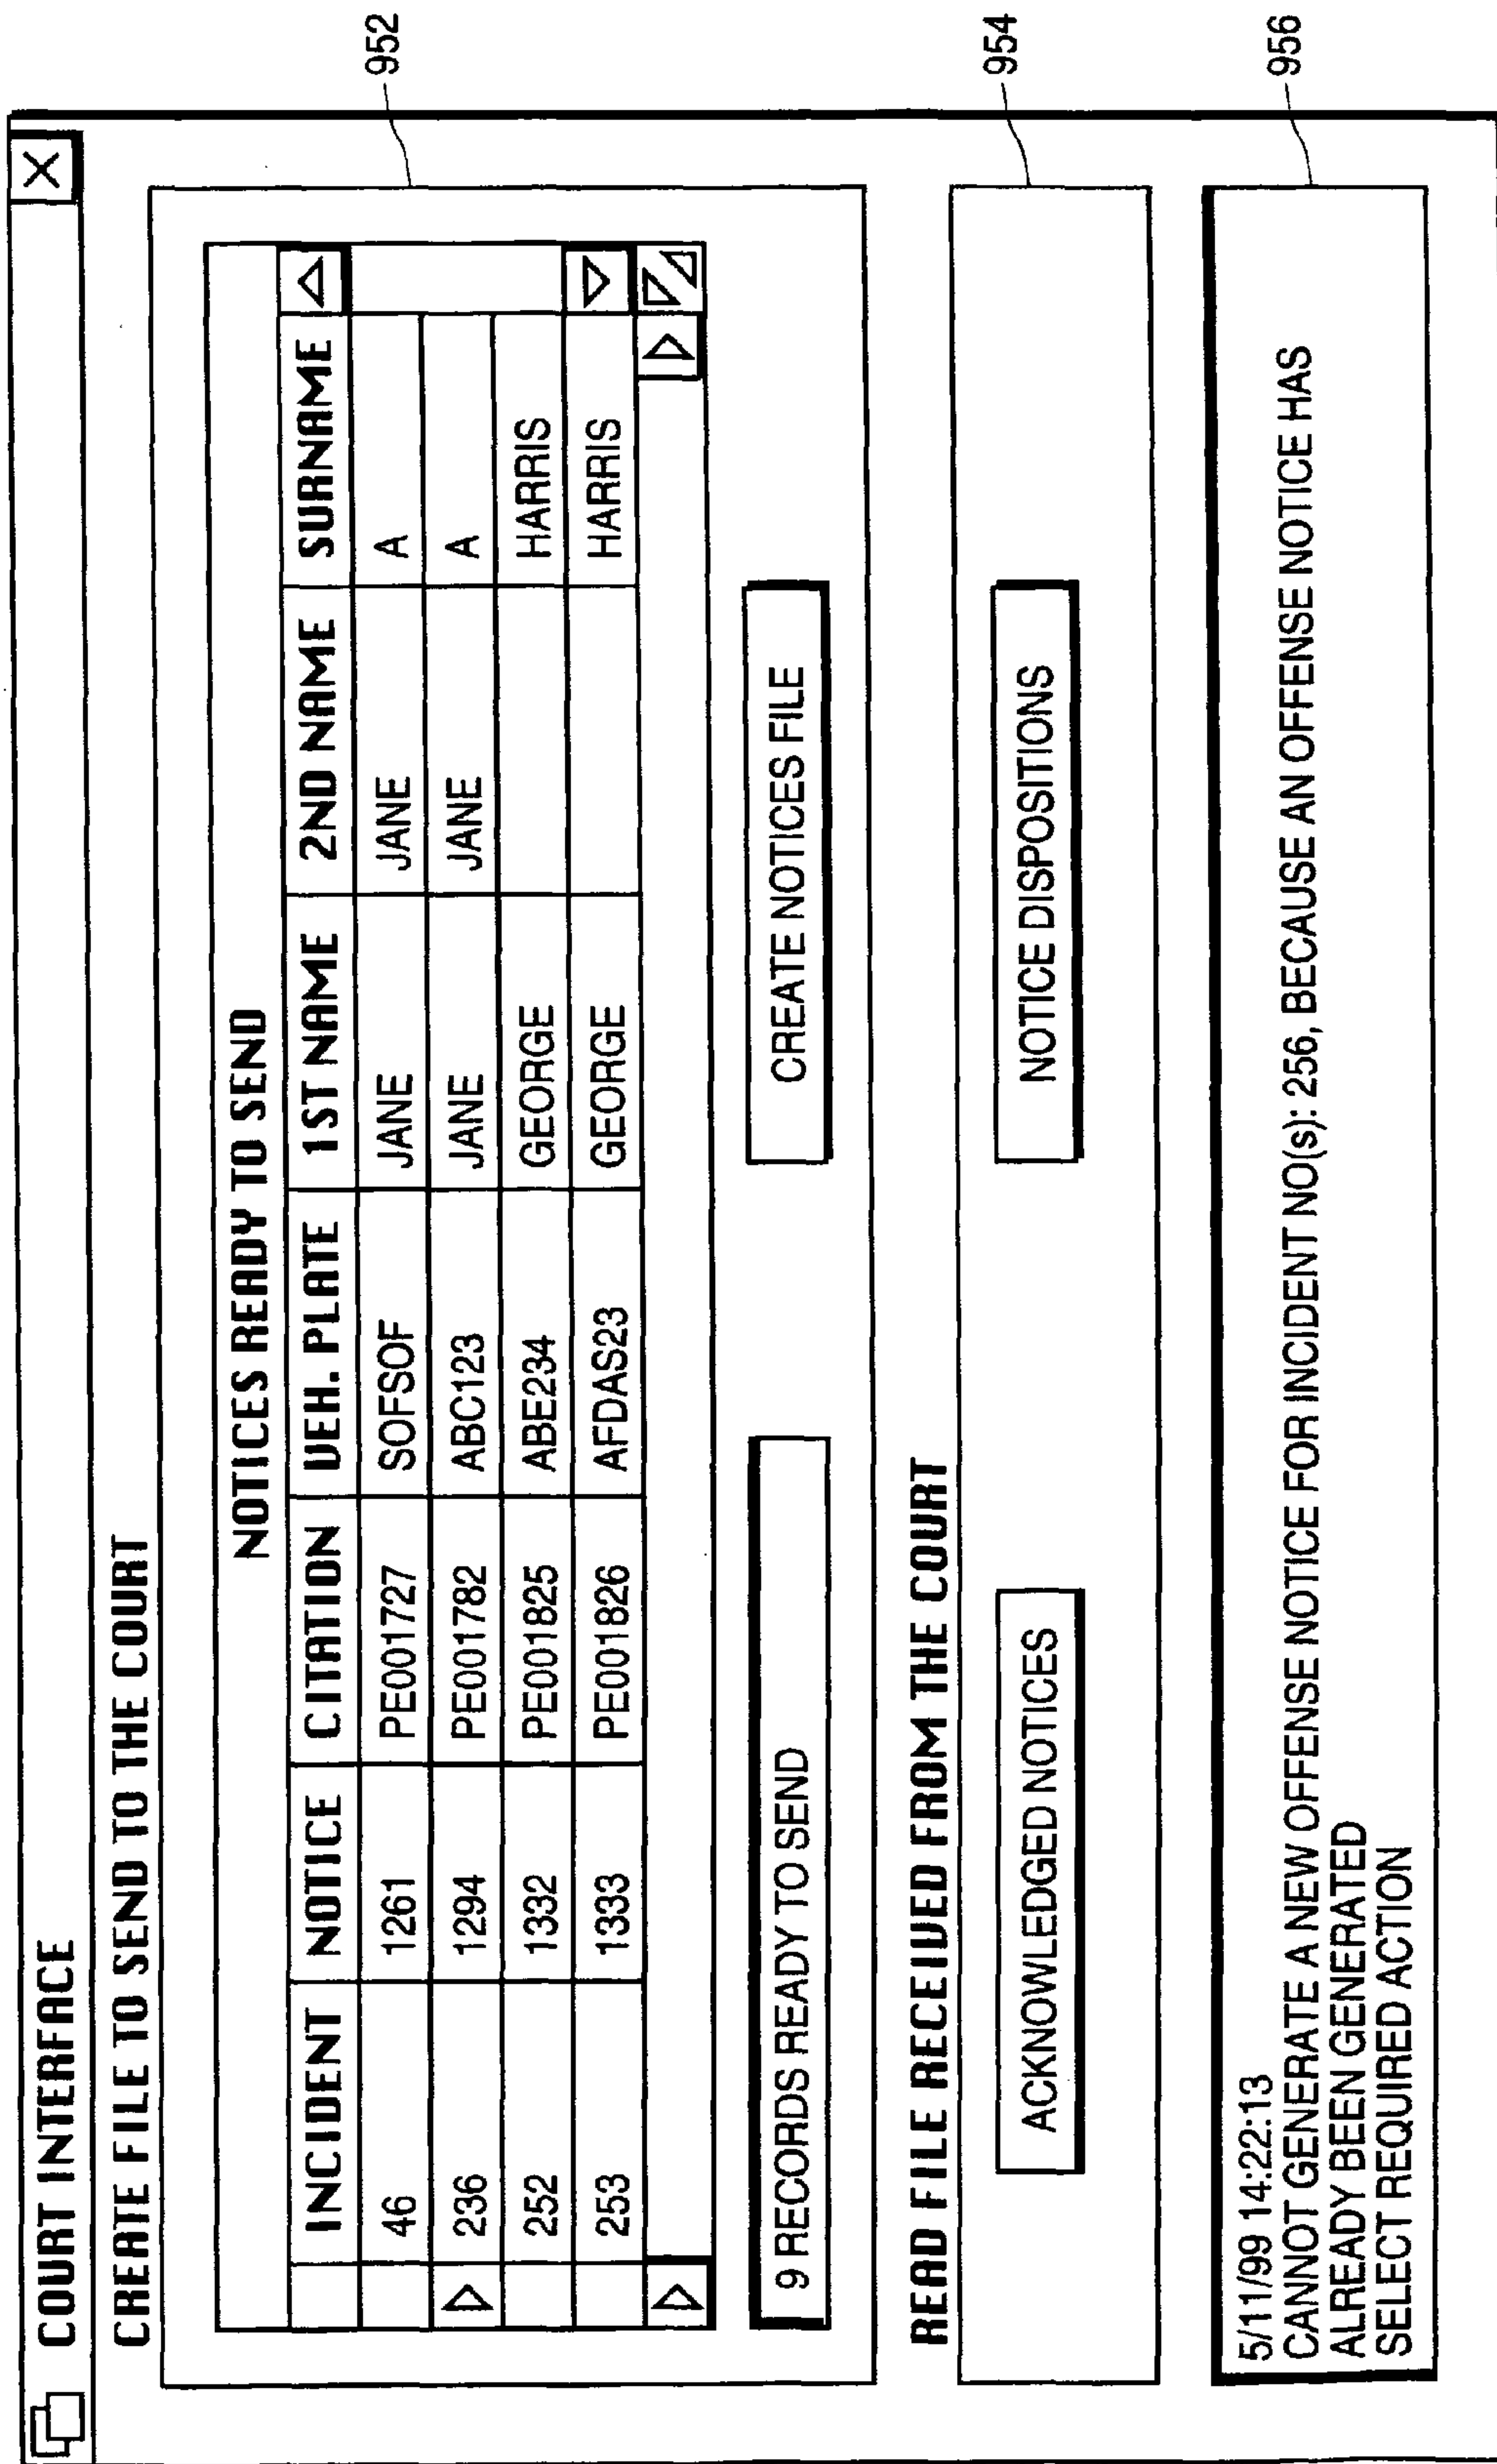 COURT INTERFACE X
CREATE FILE TO SEND TO THE COURT
NOTICES READY TO SEND
INCIDENT NOTICE CITATION VEH. PLATE 1ST NAME 2ND NAME SURNAME
46 1261 PE001727 SOFSOF JANE JANE A
236 1294 PE001782 ABC123 JANE JANE A
252 1332 PE001825 ABE234 GEORGE HARRIS
253 1333 PE001826 AFDAS23 GEORGE HARRIS
9 RECORDS READY TO SEND CREATE NOTICES FILE
952
READ FILE RECEIVED FROM THE COURT
ACKNOWLEDGED NOTICES NOTICE DISPOSITIONS
954
5/11/99 14:22:13
CANNOT GENERATE A NEW OFFENSE NOTICE FOR INCIDENT NO(s): 256, BECAUSE AN OFFENSE NOTICE HAS
ALREADY BEEN GENERATED
SELECT REQUIRED ACTION
956